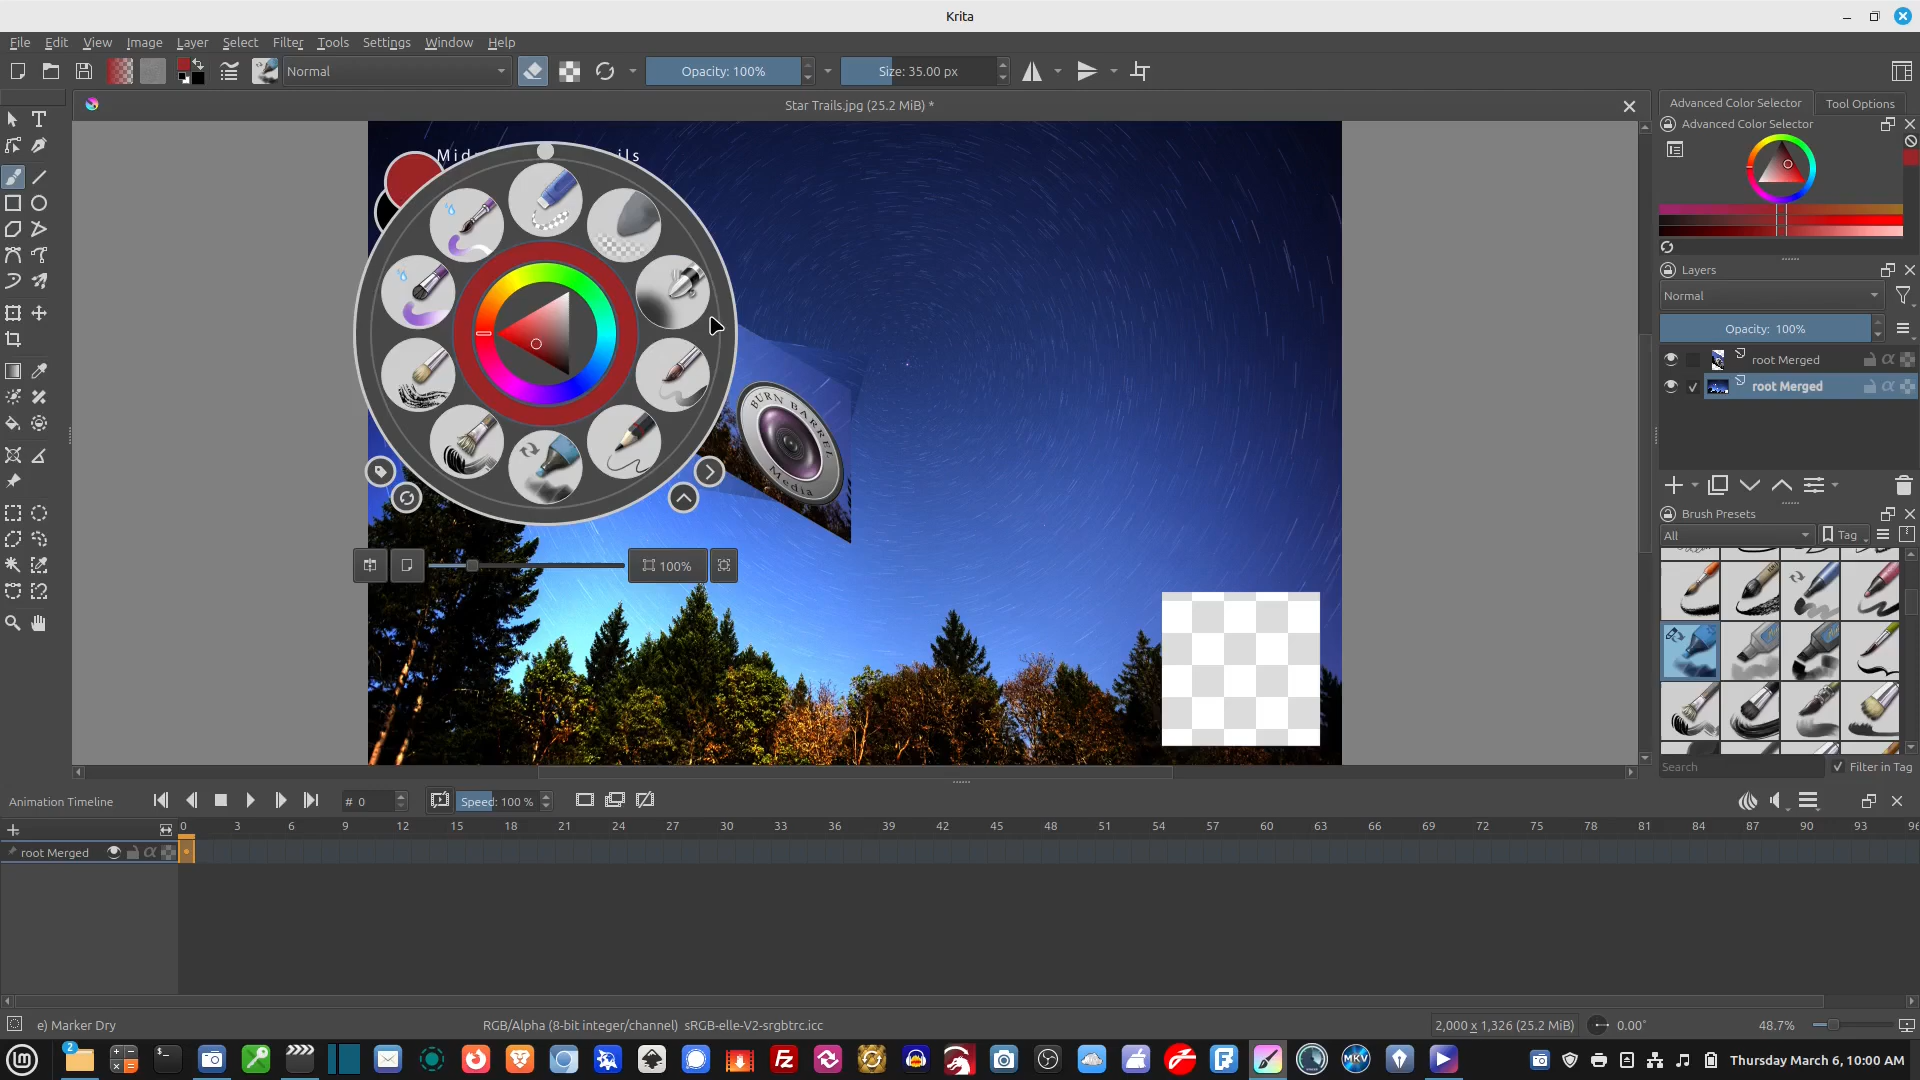 Krita
File Edit View Image Layer Select Filter Tools Settings Window Help
Normal
Opacity: 100%
Size: 35.00 px
Star Trails.jpg (25.2 MiB) *
Advanced Color Selector
Tool Options
Advanced Color Selector
Mid
ils
BURN BARREL
Media
100%
Layers
Normal
Opacity: 100%
root Merged
root Merged
Brush Presets
All
Tag
Search
Filter in Tag
Animation Timeline
# 0
Speed: 100 %
0 3 6 9 12 15 18 21 24 27 30 33 36 39 42 45 48 51 54 57 60 63 66 69 72 75 78 81 84 87 90 93 96
root Merged
e) Marker Dry
RGB/Alpha (8-bit integer/channel) sRGB-elle-V2-srgbtrc.icc
2,000 x 1,326 (25.2 MiB)
0.00°
48.7%
2
MKV
Thursday March 6, 10:00 AM